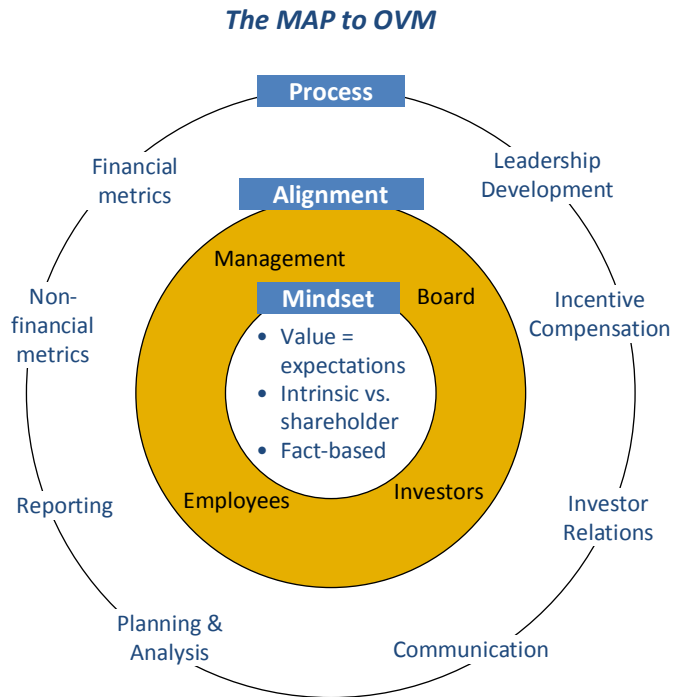 The MAP to OVM
Process
Financial
metrics
Leadership
Development
Alignment
Management
Board
Mindset
Non-
financial
metrics
Incentive
Compensation
• Value =
expectations
• Intrinsic vs.
shareholder
• Fact-based
Employees
Investors
Reporting
Investor
Relations
Planning &
Analysis
Communication